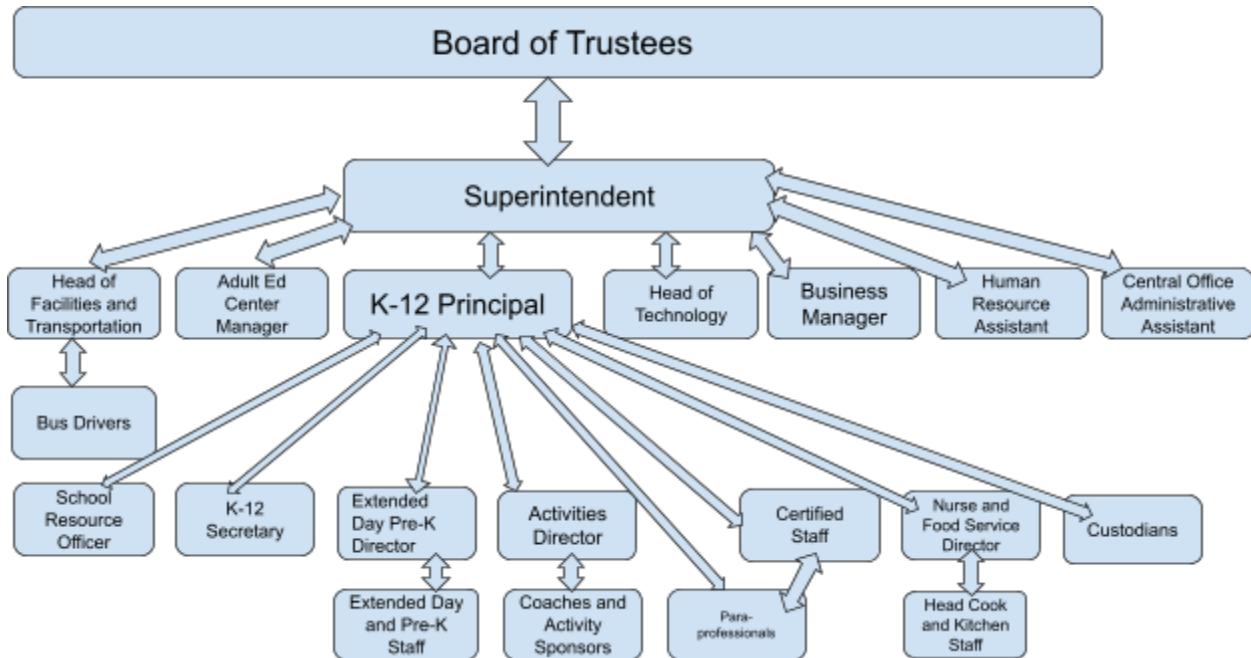 Board of Trustees
Superintendent
Head of
Facilities and
Transportation
Adult Ed
Center
Manager
K-12 Principal
Head of
Technology
Business
Manager
Human
Resource
Assistant
Central Office
Administrative
Assistant
Bus Drivers
School
Resource
Officer
K-12
Secretary
Extended
Day Pre-K
Director
Activities
Director
Certified
Staff
Nurse and
Food Service
Director
Custodians
Extended Day
and Pre-K
Staff
Coaches and
Activity
Sponsors
Para-
professionals
Head Cook
and Kitchen
Staff